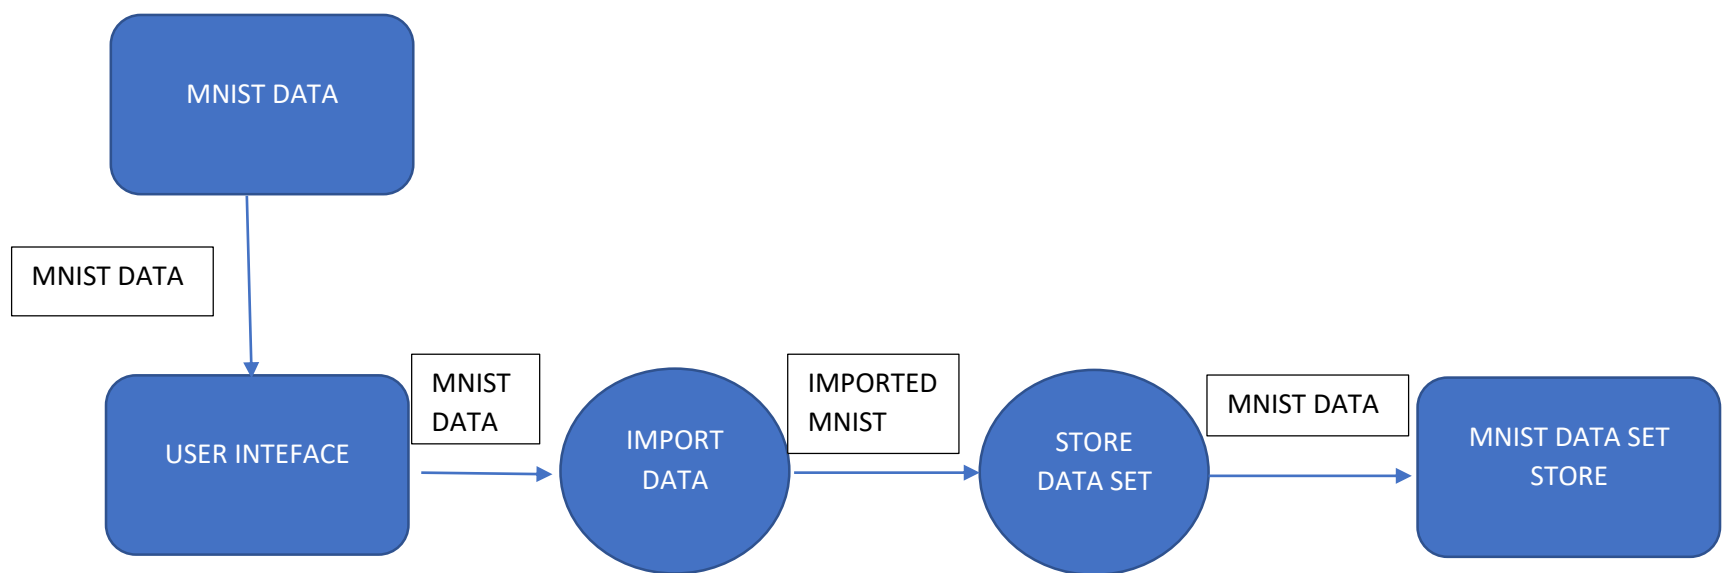 MNIST DATA
MNIST DATA
USER INTEFACE
MNIST
DATA
IMPORT
DATA
IMPORTED
MNIST
STORE
DATA SET
MNIST DATA
MNIST DATA SET
STORE